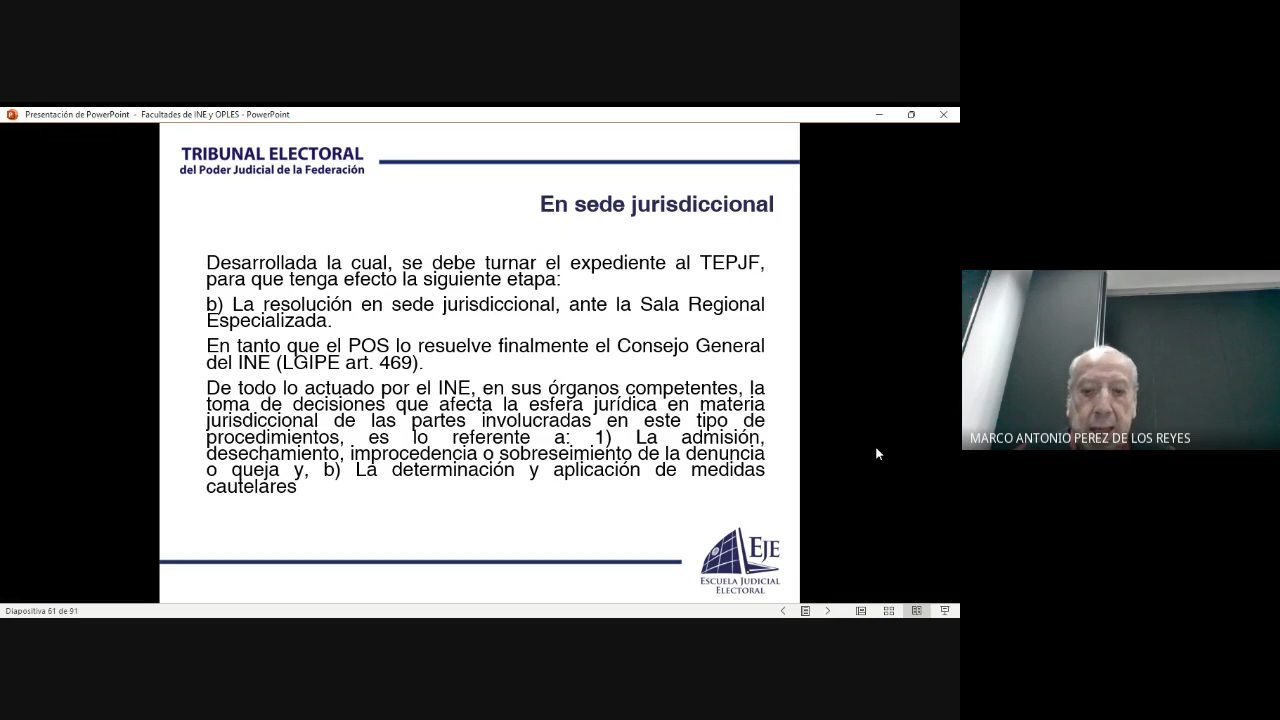 Presentación de PowerPoint - Facultades de INE y OPLES - PowerPoint
TRIBUNAL ELECTORAL
del Poder Judicial de la Federación
En sede jurisdiccional
Desarrollada la cual, se debe turnar el expediente al TEPJF,
para que tenga efecto la siguiente etapa:
b) La resolución en sede jurisdiccional, ante la Sala Regional
Especializada.
En tanto que el POS lo resuelve finalmente el Consejo General
del INE (LGIPE art. 469).
De todo lo actuado por el INE, en sus órganos competentes, la
toma de decisiones que afecta la esfera jurídica en materia
jurisdiccional de las partes involucradas en este tipo de
procedimientos, es lo referente a: 1) La admisión,
desechamiento, improcedencia o sobreseimiento de la denuncia
o queja y, b) La determinación y aplicación de medidas
cautelares
EJE
ESCUELA JUDICIAL
ELECTORAL
Diapositiva 61 de 91
MARCO ANTONIO PEREZ DE LOS REYES